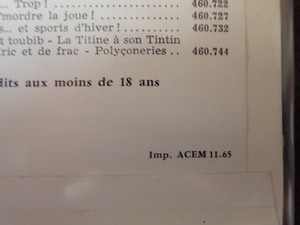 ... Trop ! . . . . . . . . . . 460.722
'mordre la joue ! . . . . . 460.727
s... et sports d'hiver ! . . . . 460.732
t toubib - La Titine à son Tintin
fric et de frac - Polyçoneries . . 460.744
dits aux moins de 18 ans
Imp. ACEM 11.65